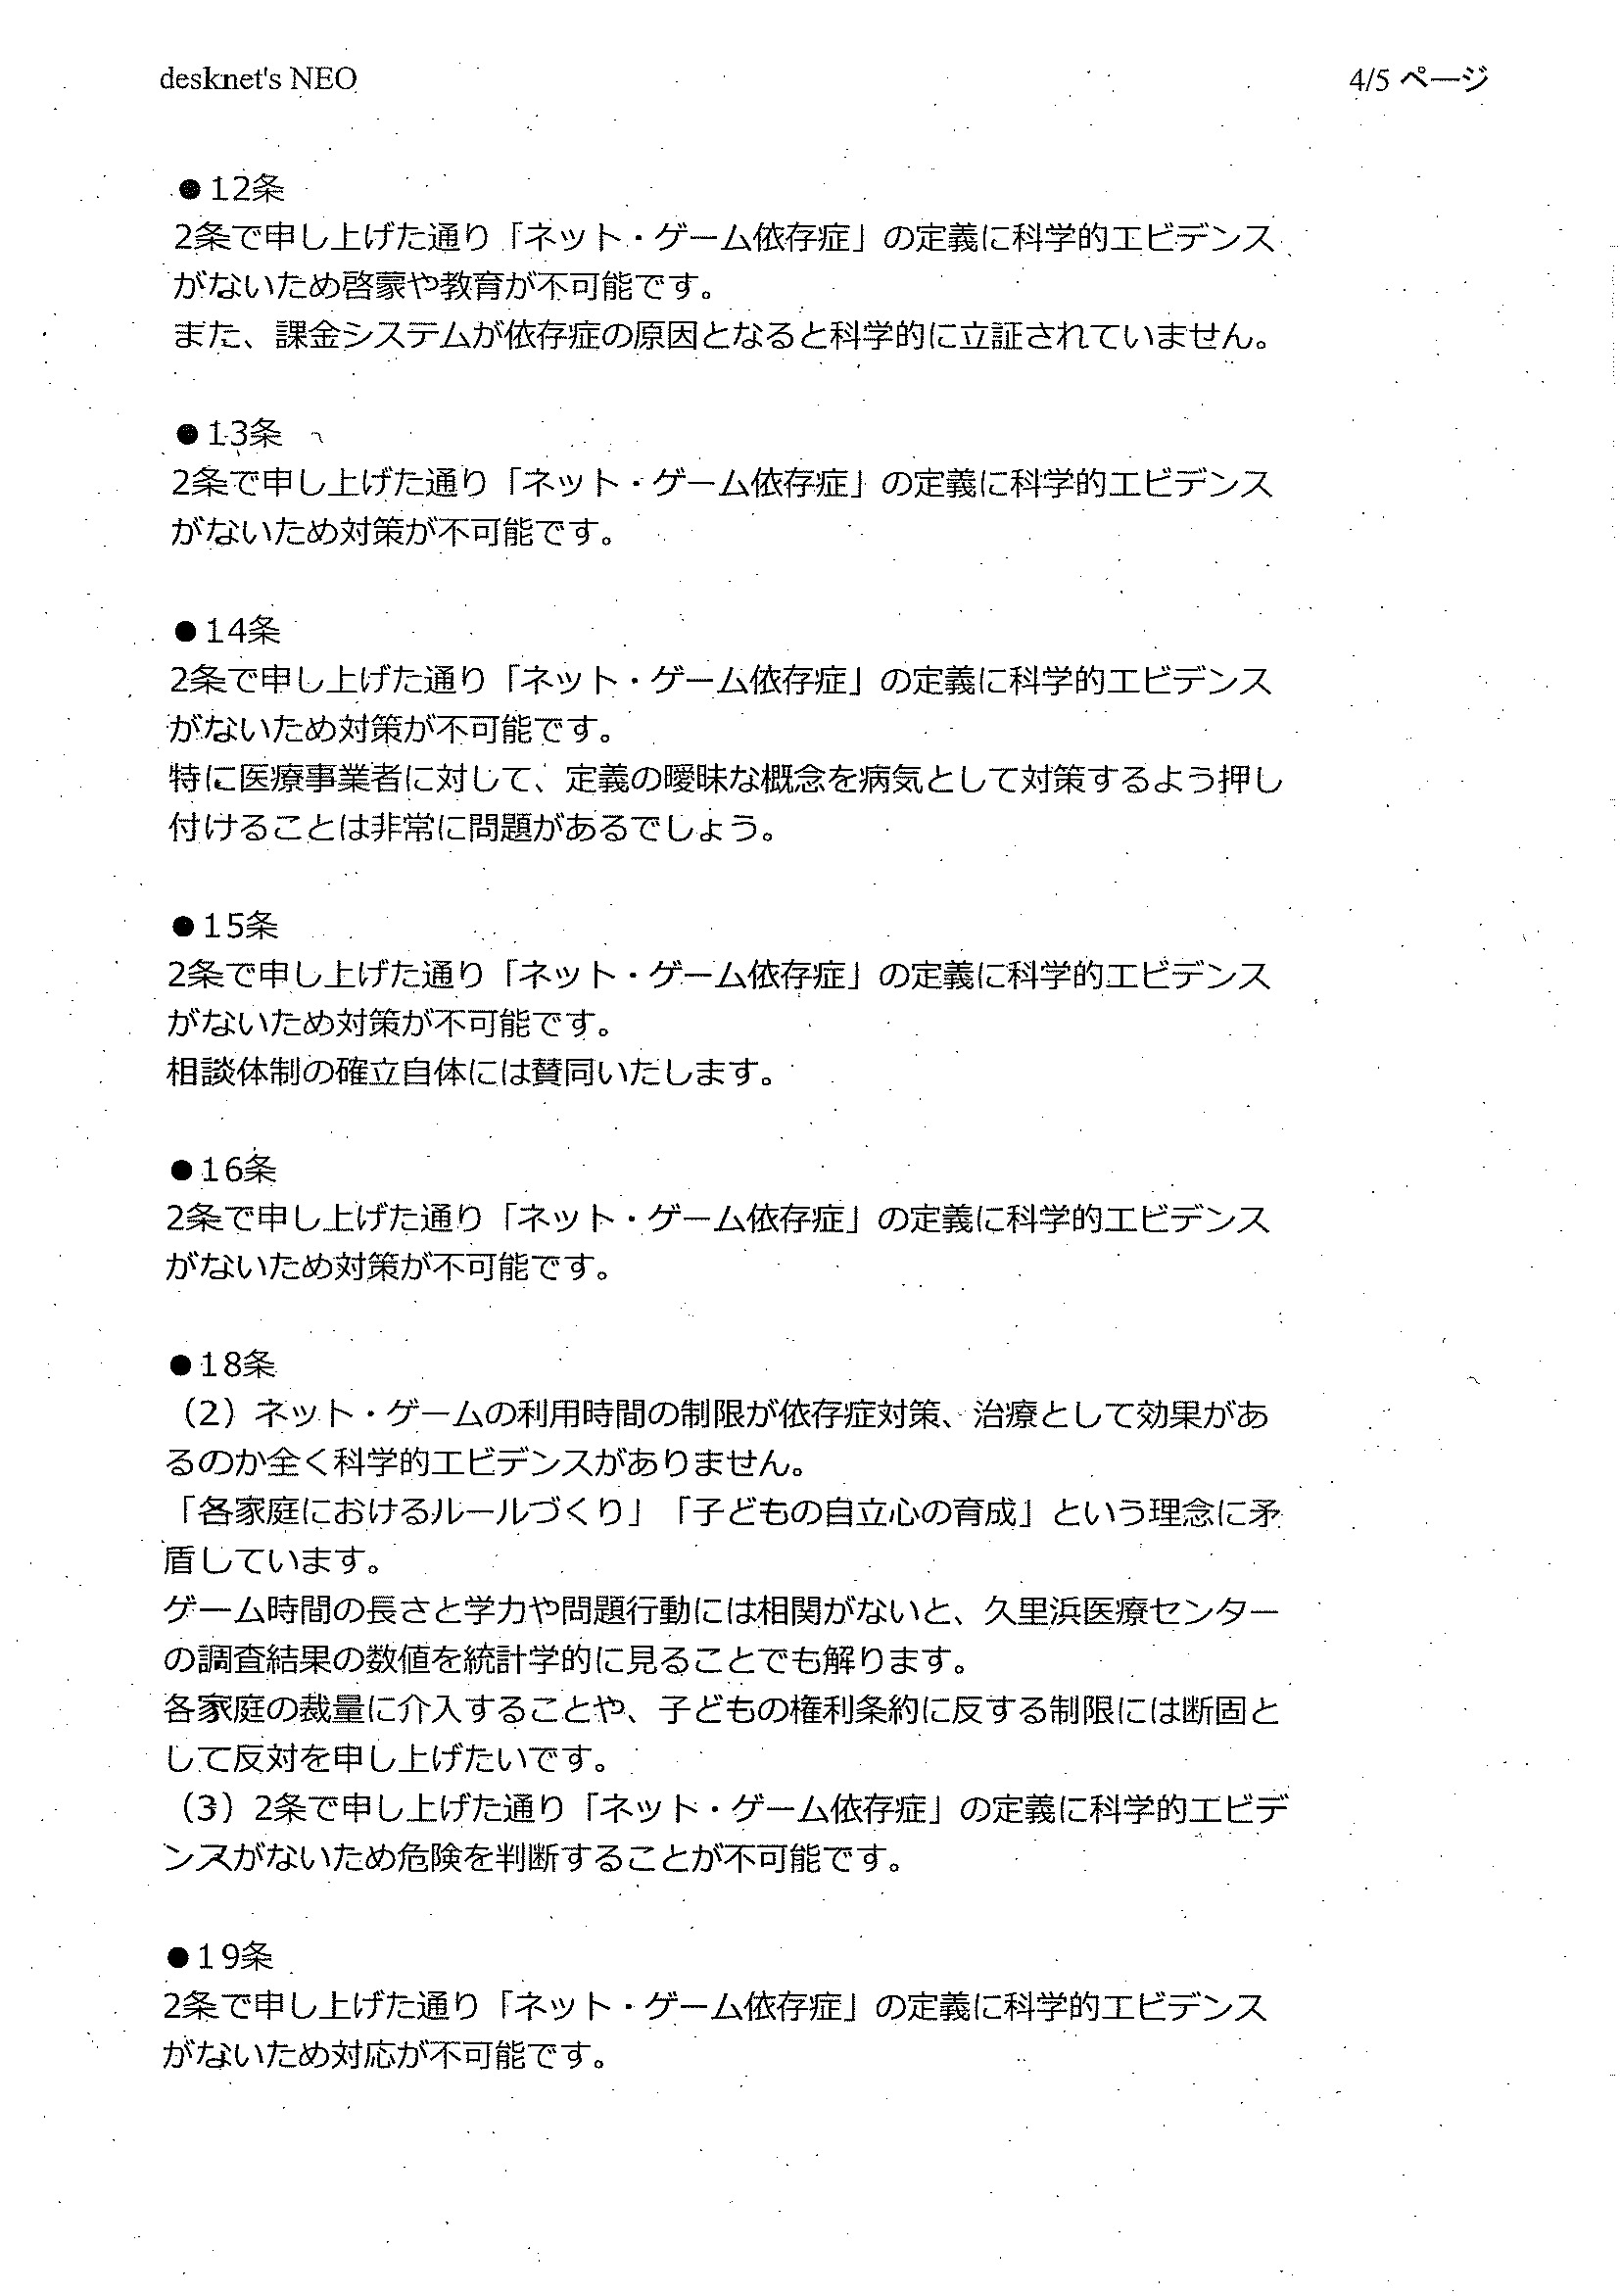 desknet's NEO
4/5 ページ
●12条
2条で申し上げた通り「ネット・ゲーム依存症」の定義に科学的エビデンス
がないため啓蒙や教育が不可能です。
また、課金システムが依存症の原因となると科学的に立証されていません。
●13条
2条で申し上げた通り「ネット・ゲーム依存症」の定義に科学的エビデンス
がないため対策が不可能です。
●14条
2条で申し上げた通り「ネット・ゲーム依存症」の定義に科学的エビデンス
がないため対策が不可能です。
特に医療事業者に対して、定義の曖昧な概念を病気として対策するよう押し
付けることは非常に問題があるでしょう。
●15条
2条で申し上げた通り「ネット・ゲーム依存症」の定義に科学的エビデンス
がないため対策が不可能です。
相談体制の確立自体には賛同いたします。
●16条
2条で申し上げた通り「ネット・ゲーム依存症」の定義に科学的エビデンス
がないため対策が不可能です。
●18条
（2）ネット・ゲームの利用時間の制限が依存症対策、治療として効果があ
るのか全く科学的エビデンスがありません。
「各家庭におけるルールづくり」「子どもの自立心の育成」という理念に矛
盾しています。
ゲーム時間の長さと学力や問題行動には相関がないと、久里浜医療センター
の調査結果の数値を統計学的に見ることでも解ります。
各家庭の裁量に介入することや、子どもの権利条約に反する制限には断固と
して反対を申し上げたいです。
（3）2条で申し上げた通り「ネット・ゲーム依存症」の定義に科学的エビデ
ンスがないため危険を判断することが不可能です。
●19条
2条で申し上げた通り「ネット・ゲーム依存症」の定義に科学的エビデンス
がないため対応が不可能です。